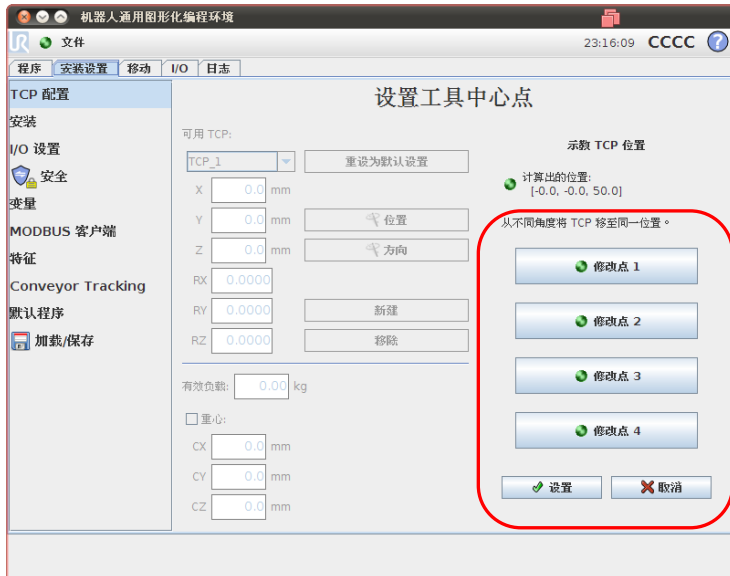 机器人通用图形化编程环境
文件
23:16:09 CCCC ?
程序 安装设置 移动 I/O 日志
TCP 配置
安装
I/O 设置
安全
变量
MODBUS 客户端
特征
Conveyor Tracking
默认程序
加载/保存
设置工具中心点
可用 TCP:
TCP_1 重设为默认设置
X 0.0 mm
Y 0.0 mm 位置
Z 0.0 mm 方向
RX 0.0000
RY 0.0000 新建
RZ 0.0000 移除
有效负载: 0.00 kg
重心:
CX 0.0 mm
CY 0.0 mm
CZ 0.0 mm
示教 TCP 位置
计算出的位置:
[-0.0, -0.0, 50.0]
从不同角度将 TCP 移至同一位置。
修改点 1
修改点 2
修改点 3
修改点 4
设置 取消